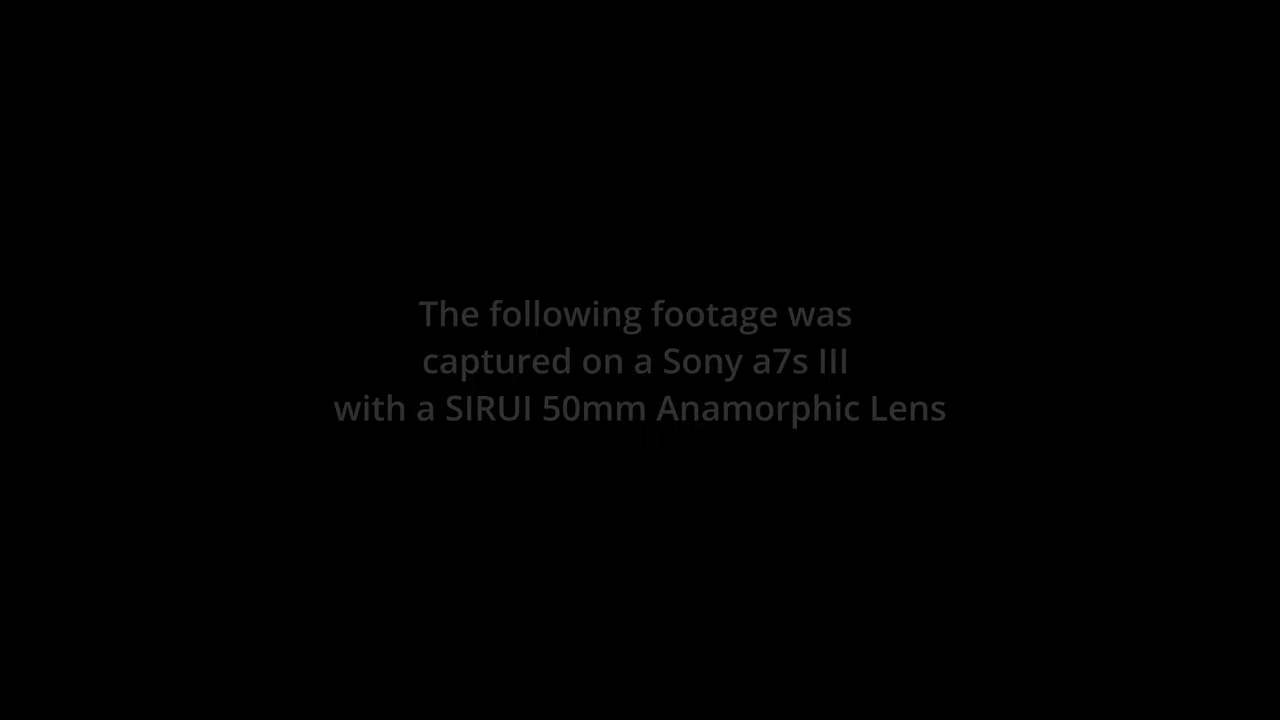 The following footage was
captured on a Sony a7s III
with a SIRUI 50mm Anamorphic Lens